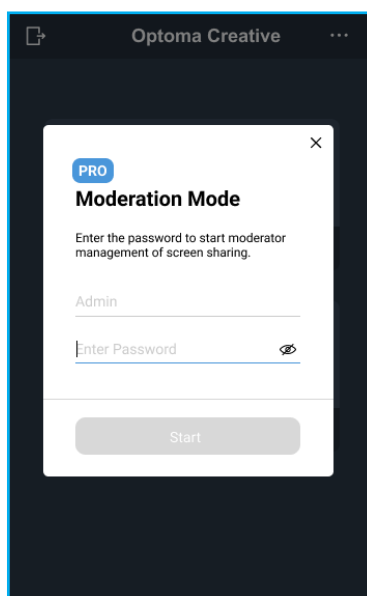 Optoma Creative
PRO
Moderation Mode
Enter the password to start moderator
management of screen sharing.
Admin
Enter Password
Start